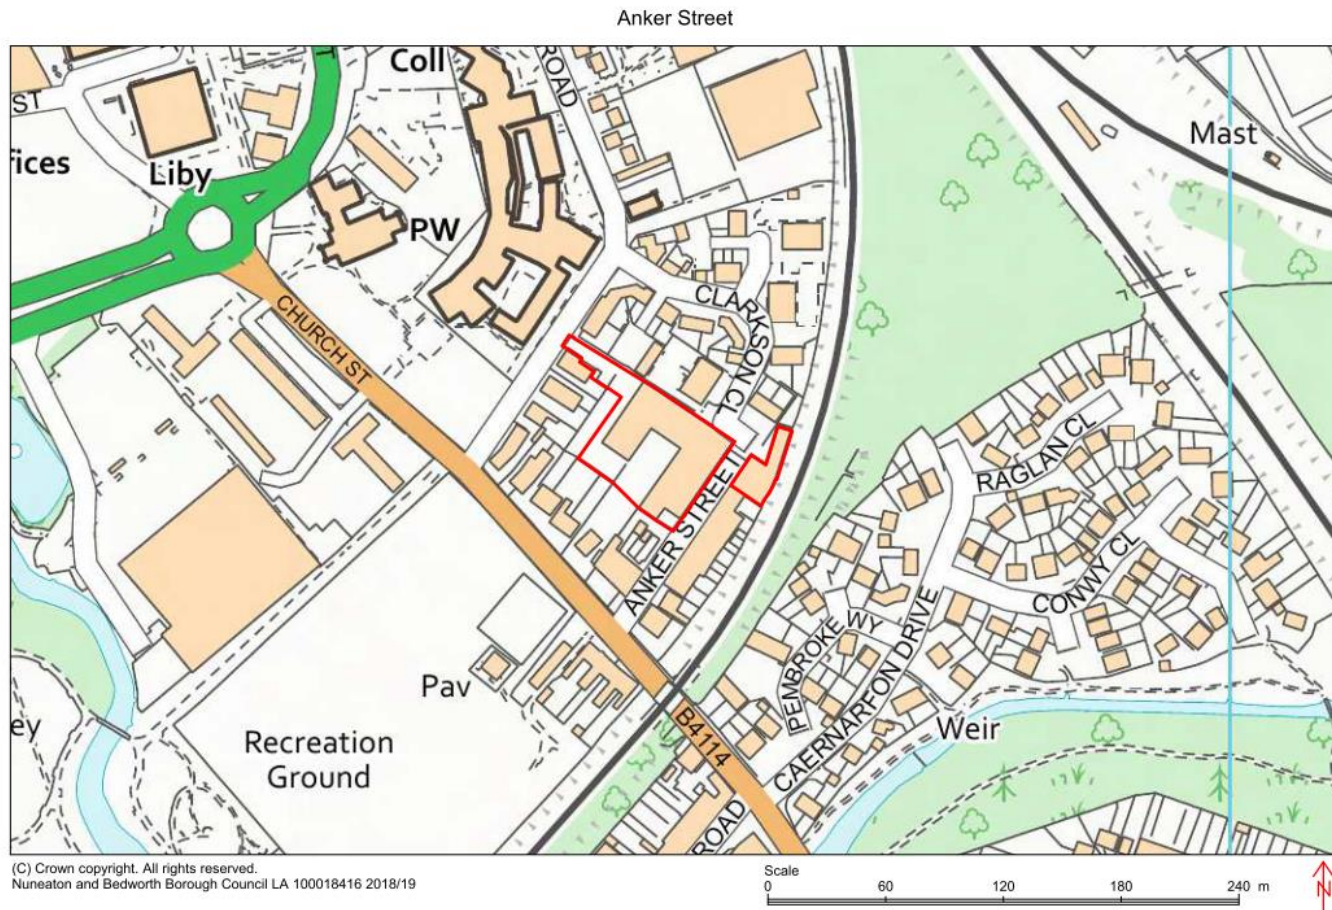 Anker Street
Coll
ROAD
T
ST
fices
Liby
PW
Mast
CHURCH ST
CLARKSON CL
RAGLAN CL
CONWY CL
ANKER STREET
PEMBROKE WY
CAERNARFON DRIVE
Pav
ey
Recreation
Ground
B4114
Weir
ROAD
(C) Crown copyright. All rights reserved.
Nuneaton and Bedworth Borough Council LA 100018416 2018/19
Scale
0 60 120 180 240 m
N